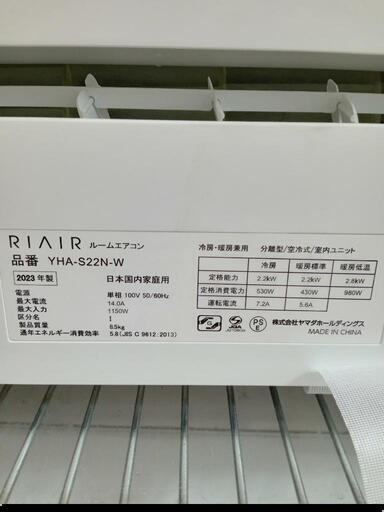 RIAIR ルームエアコン
品番 YHA-S22N-W
2023 年製 日本国内家庭用
電源 単相 100V 50/60Hz
最大電流 14.0A
最大入力 1150W
区分名 I
製品質量 8.5kg
通年エネルギー消費効率 5.8(JIS C 9612:2013)
冷房・暖房兼用 分離型/空冷式/室内ユニット
冷房 暖房標準 暖房低温
定格能力 2.2kW 2.2kW 2.8kW
定格消費電力 530W 430W 980W
運転電流 7.2A 5.6A
PS E 株式会社ヤマダホールディングス
MADE IN CHINA